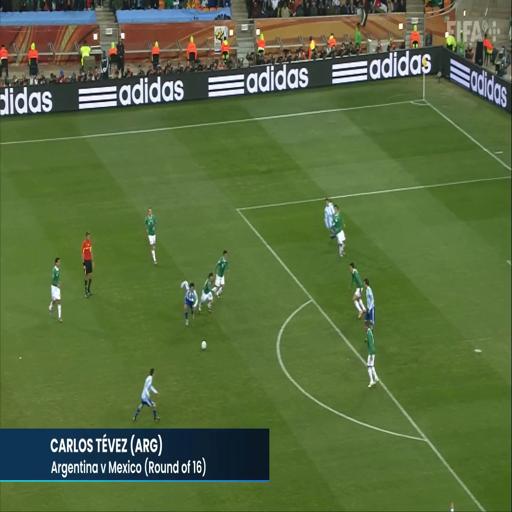 FIFA
adidas adidas adidas adidas adidas
CARLOS TÉVEZ (ARG)
Argentina v Mexico (Round of 16)